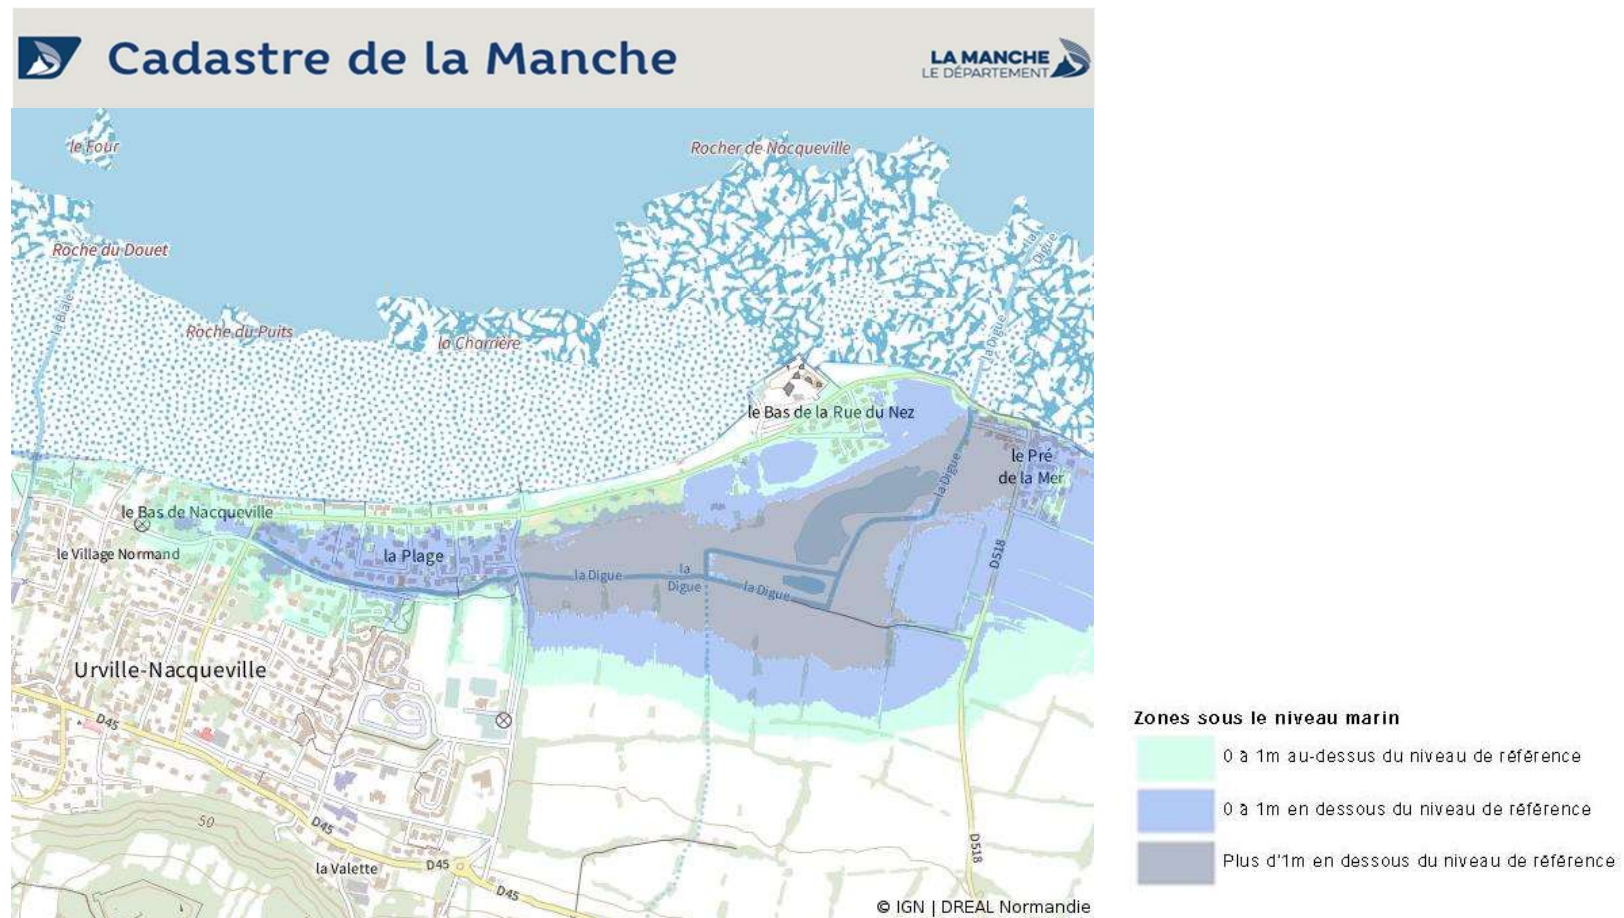 Cadastre de la Manche
LA MANCHE
LE DÉPARTEMENT
le Four
Rocher de Nacqueville
Roche du Douet
la Digue
la Biale
Roche du Puits
la Charrière
la Digue
le Bas de la Rue du Nez
le Pré
de la Mer
la Digue
le Bas de Nacqueville
le Village Normand
la Plage
D518
la Digue
la
Digue
la Digue
Urville-Nacqueville
D45
50
D45
la Valette
D45
D45
D518
© IGN | DREAL Normandie
Zones sous le niveau marin
0 à 1m au-dessus du niveau de référence
0 à 1m en dessous du niveau de référence
Plus d'1m en dessous du niveau de référence